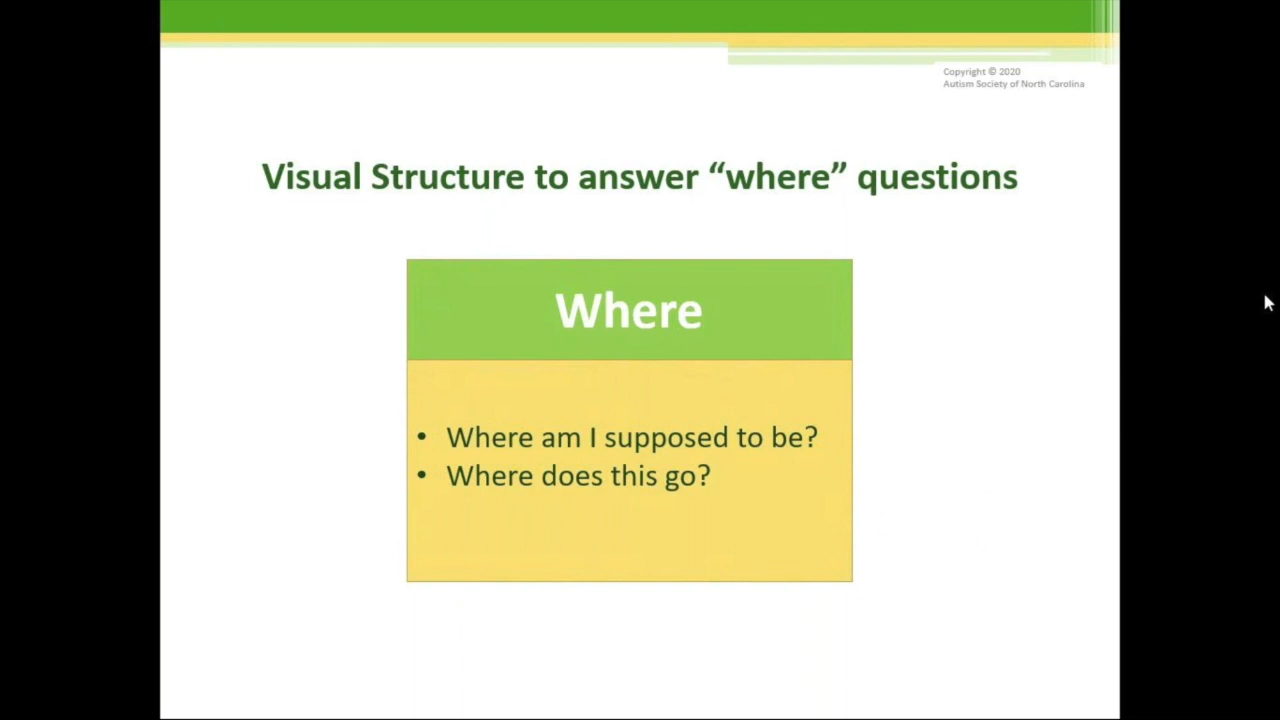 Copyright © 2020
Autism Society of North Carolina
Visual Structure to answer “where” questions
Where
• Where am I supposed to be?
• Where does this go?